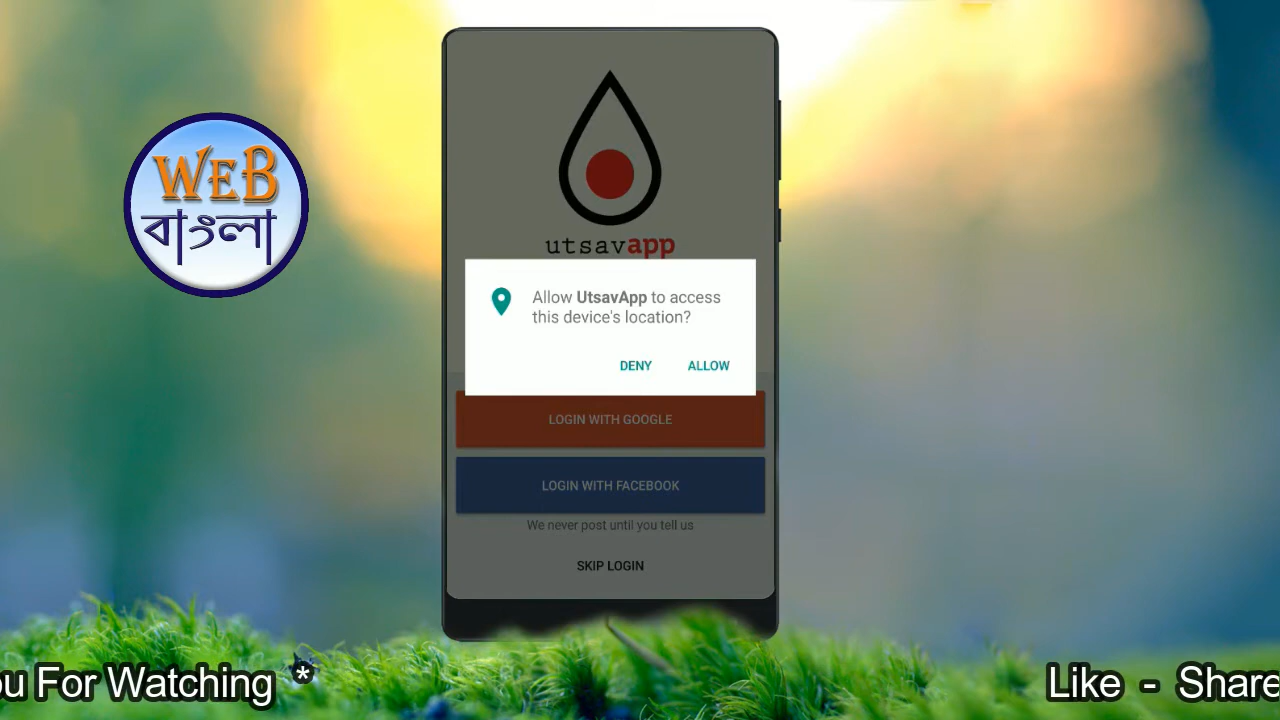 WeB
বাংলা
utsavapp
Allow UtsavApp to access
this device's location?
DENY ALLOW
LOGIN WITH GOOGLE
LOGIN WITH FACEBOOK
We never post until you tell us
SKIP LOGIN
ou For Watching *
Like - Share